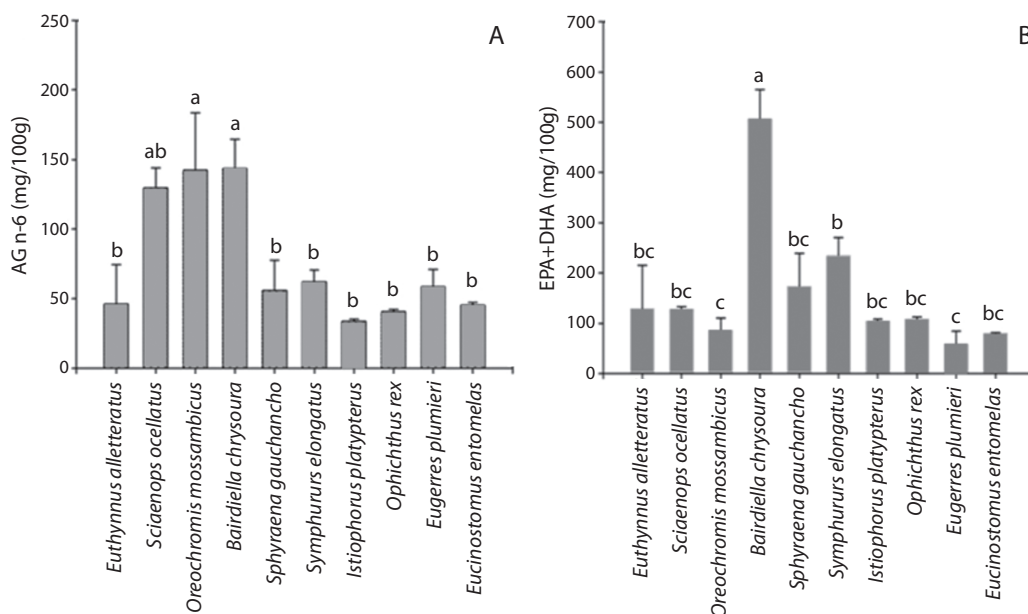 A
AG n-6 (mg/100g)
250
200
150
100
50
0
b
ab
a
a
b
b
b
b
b
b
Euthynnus alletteratus
Sciaenops ocellatus
Oreochromis mossambicus
Bairdiella chrysoura
Sphyraena gauchancho
Symphururs elongatus
Istiophorus platypterus
Ophichthus rex
Eugerres plumieri
Eucinostomus entomelas
B
EPA+DHA (mg/100g)
700
600
500
400
300
200
100
0
bc
bc
c
a
bc
b
bc
bc
c
bc
Euthynnus alletteratus
Sciaenops ocellatus
Oreochromis mossambicus
Bairdiella chrysoura
Sphyraena gauchancho
Symphururs elongatus
Istiophorus platypterus
Ophichthus rex
Eugerres plumieri
Eucinostomus entomelas